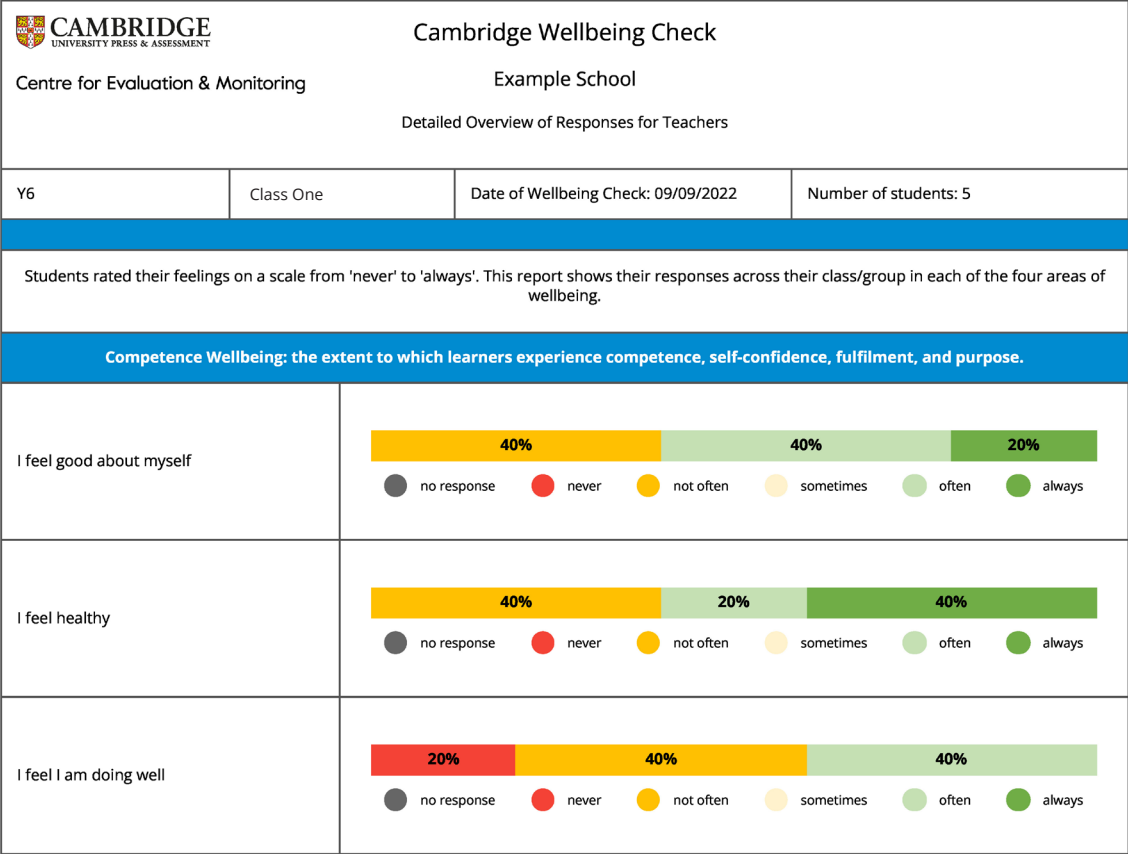 CAMBRIDGE
UNIVERSITY PRESS & ASSESSMENT
Centre for Evaluation & Monitoring
Cambridge Wellbeing Check
Example School
Detailed Overview of Responses for Teachers
Y6
Class One
Date of Wellbeing Check: 09/09/2022
Number of students: 5
Students rated their feelings on a scale from 'never' to 'always'. This report shows their responses across their class/group in each of the four areas of
wellbeing.
Competence Wellbeing: the extent to which learners experience competence, self-confidence, fulfilment, and purpose.
I feel good about myself
40% 40% 20%
no response never not often sometimes often always
I feel healthy
40% 20% 40%
no response never not often sometimes often always
I feel I am doing well
20% 40% 40%
no response never not often sometimes often always